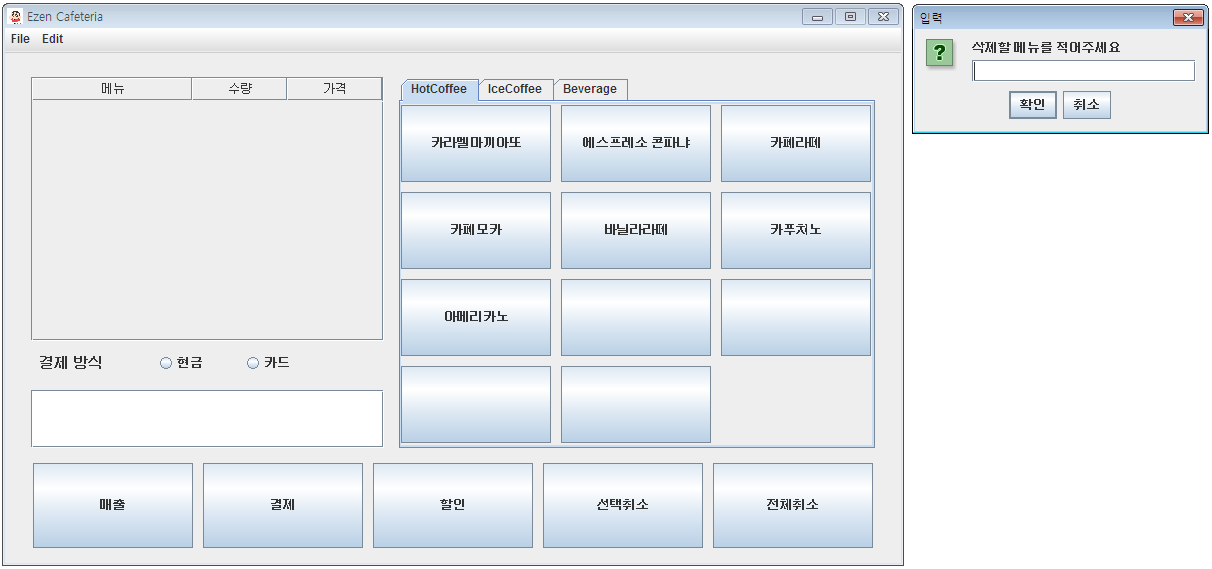 Ezen Cafeteria
File Edit
메뉴 수량 가격
HotCoffee IceCoffee Beverage
카라멜마끼아또 에스프레소 콘파냐 카페라떼
카페모카 바닐라라떼 카푸치노
아메리카노
결제 방식 현금 카드
매출 결제 할인 선택취소 전체취소
입력
?
삭제할 메뉴를 적어주세요
확인 취소